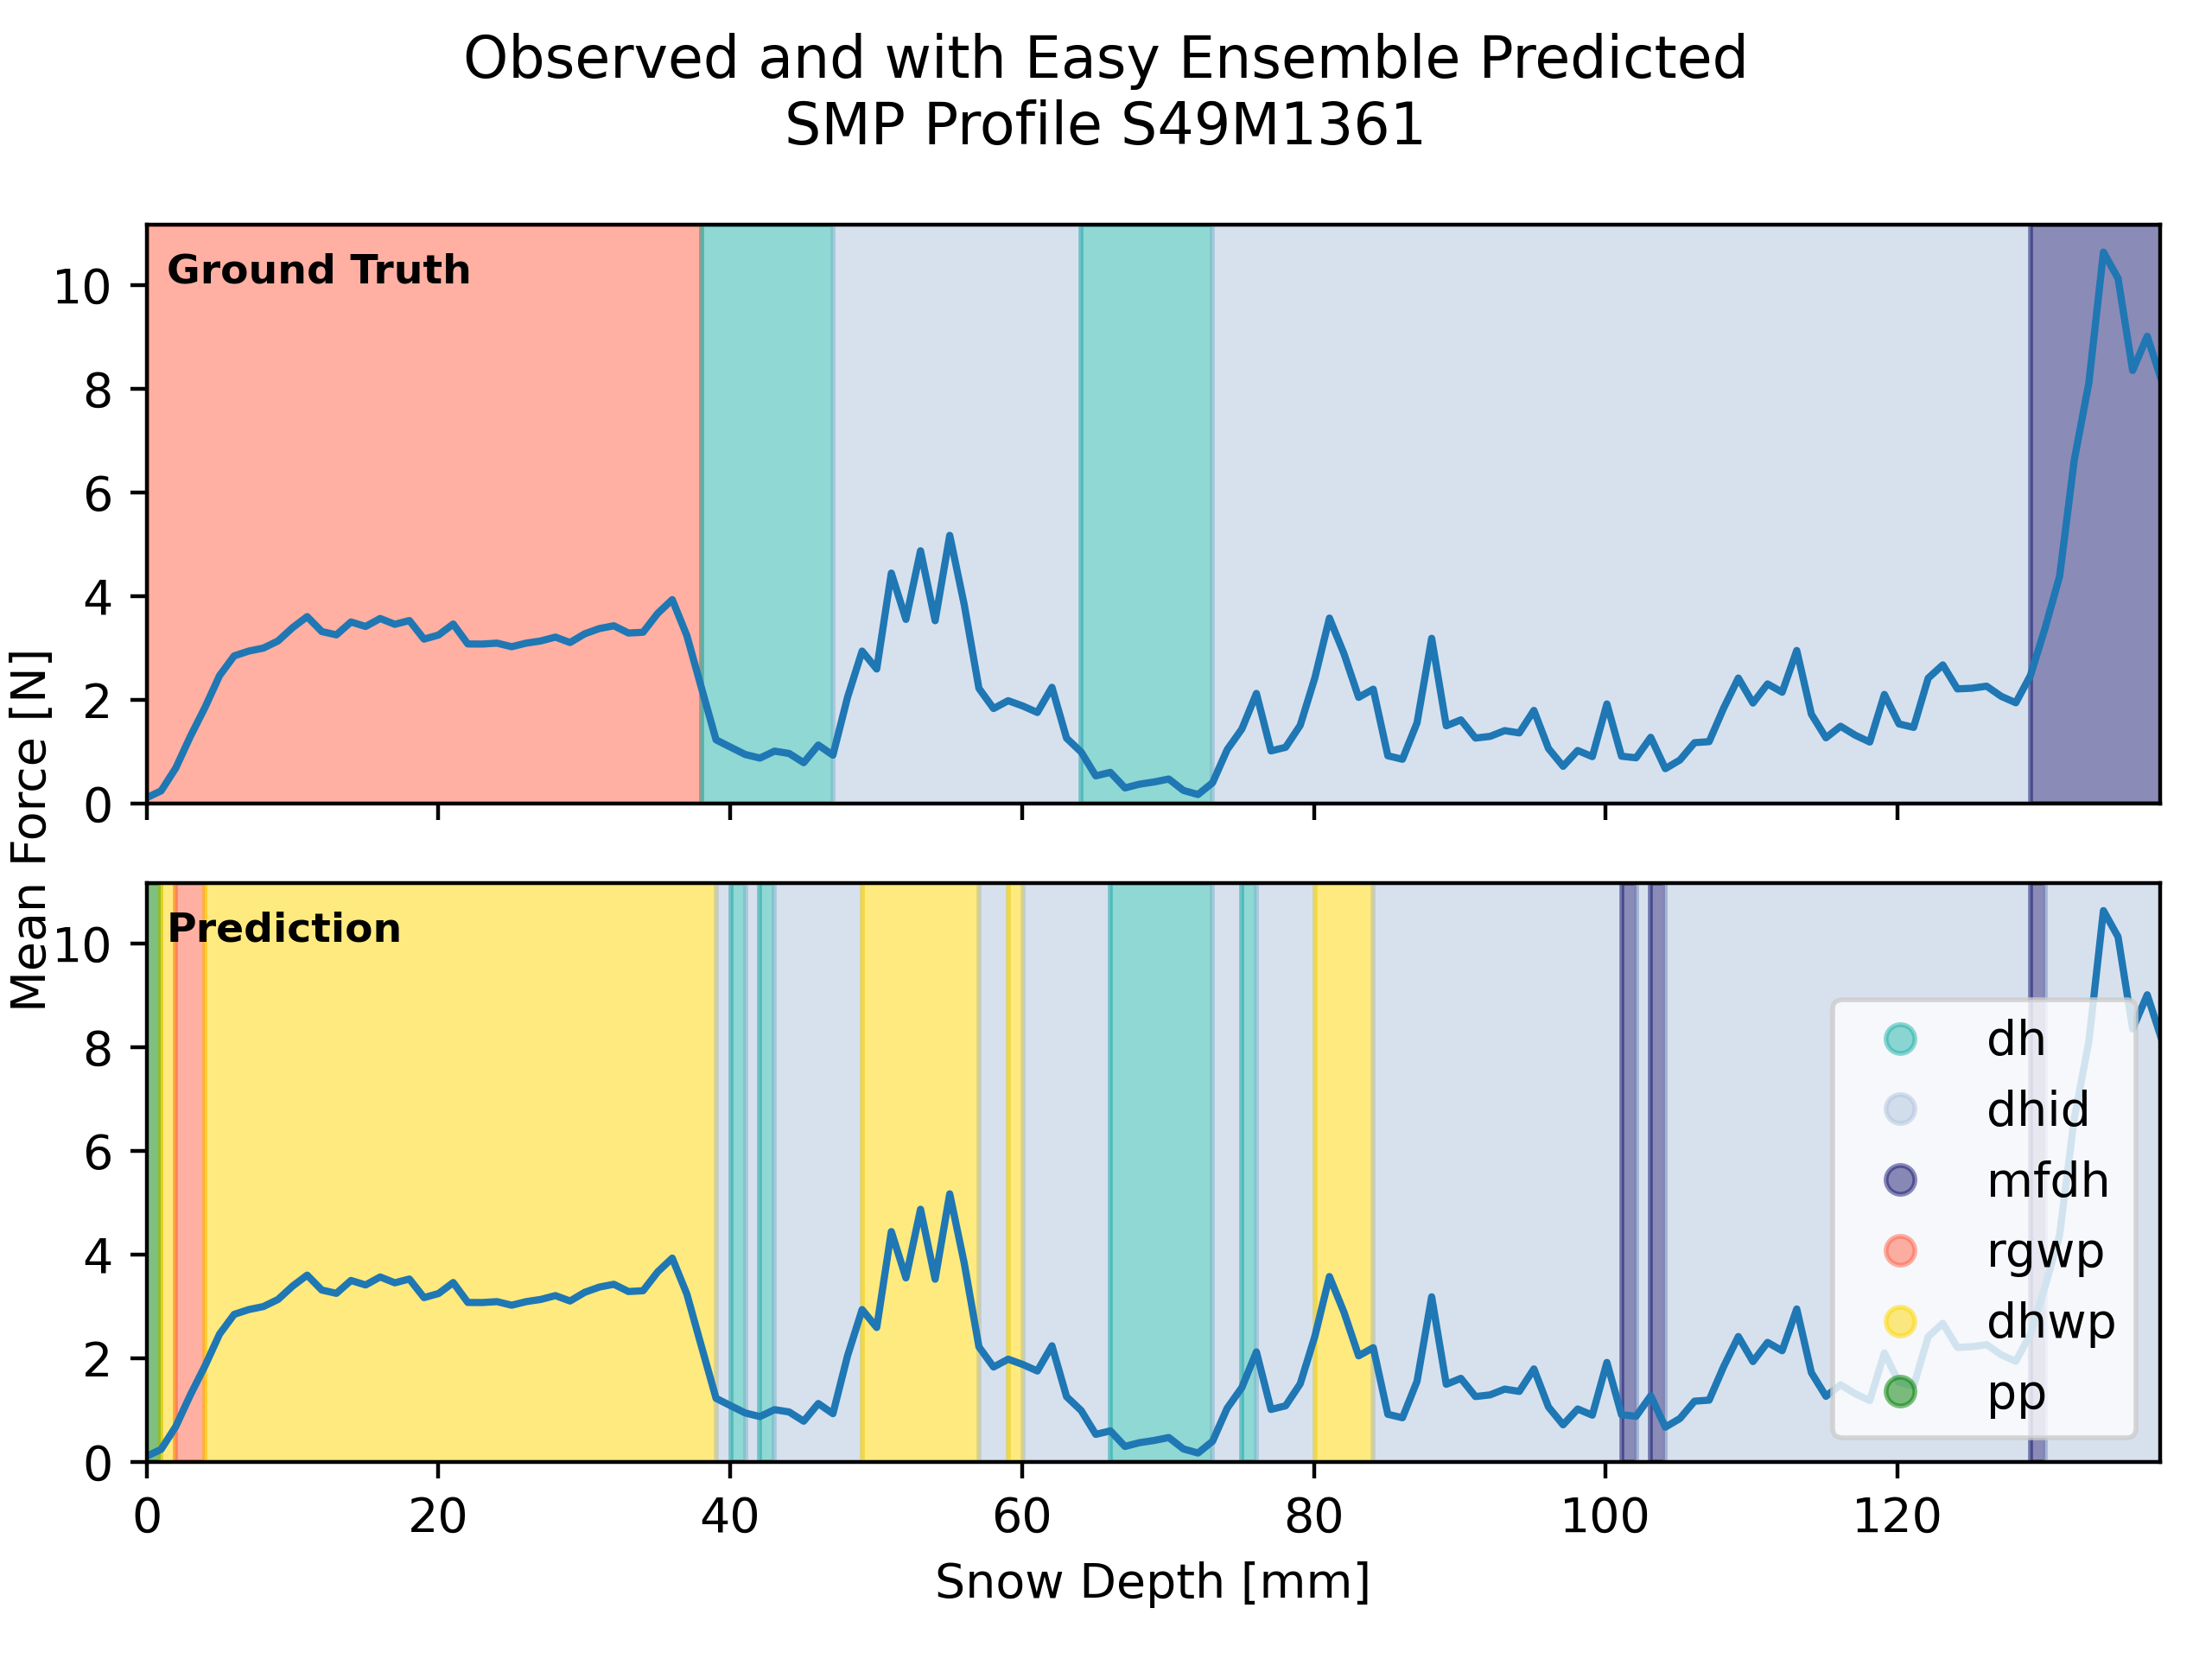 Observed and with Easy Ensemble Predicted
SMP Profile S49M1361
Mean Force [N]
Ground Truth
10
8
6
4
2
0
Prediction
10
8
6
4
2
0
dh
dhid
mfdh
rgwp
dhwp
pp
0 20 40 60 80 100 120
Snow Depth [mm]